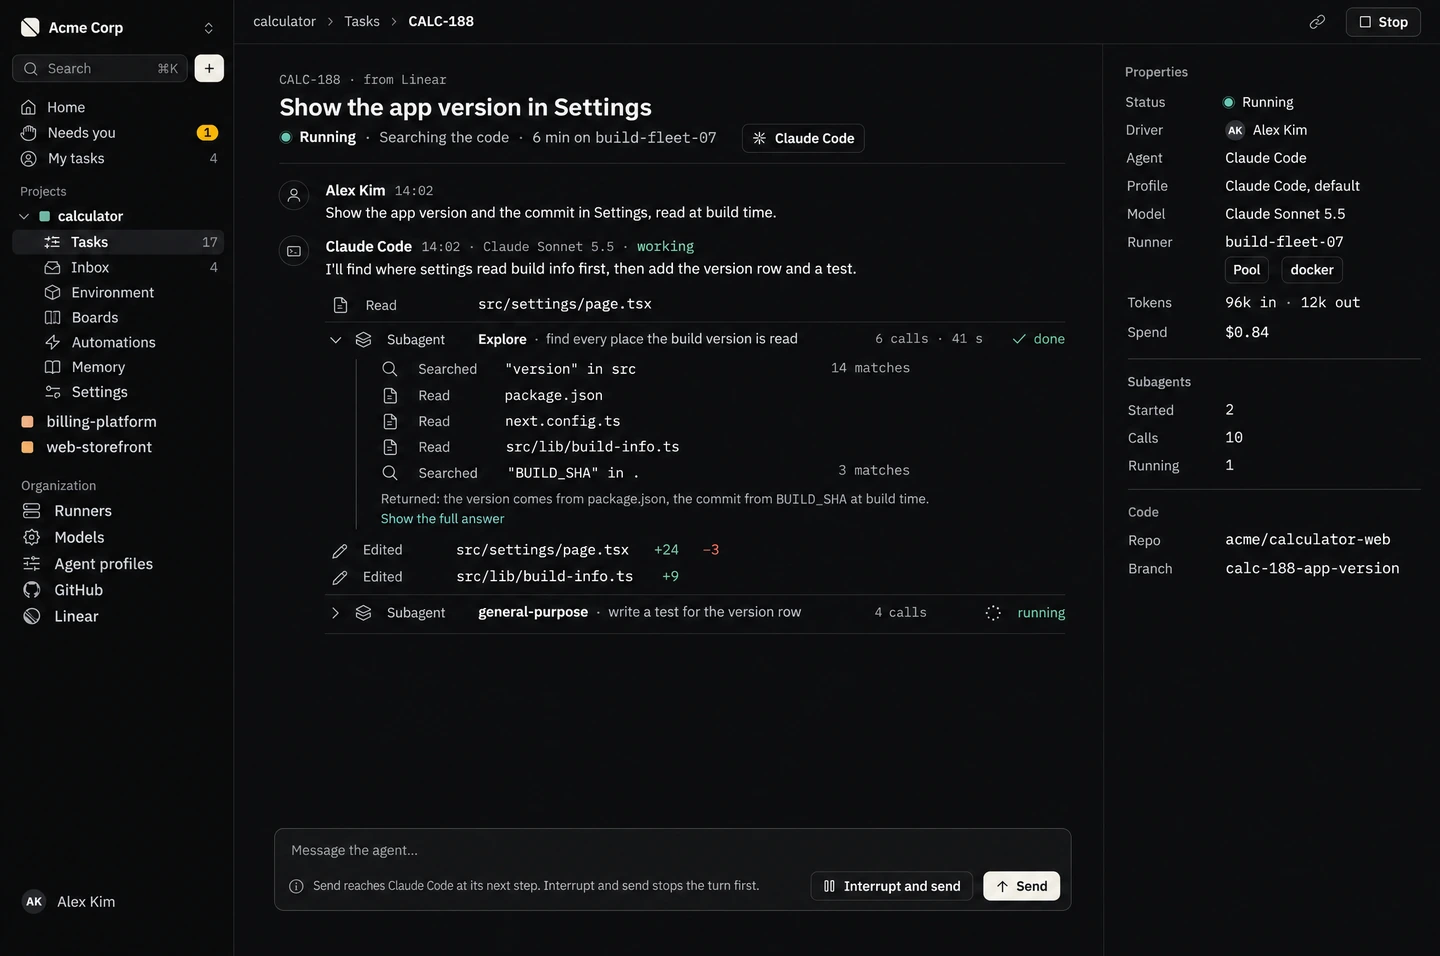 Acme Corp
Search ⌘K +
Home
Needs you 1
My tasks 4
Projects
calculator
Tasks 17
Inbox 4
Environment
Boards
Automations
Memory
Settings
billing-platform
web-storefront
Organization
Runners
Models
Agent profiles
GitHub
Linear
AK Alex Kim
calculator > Tasks > CALC-188
Stop
CALC-188 · from Linear
Show the app version in Settings
Running · Searching the code · 6 min on build-fleet-07 Claude Code
Alex Kim 14:02
Show the app version and the commit in Settings, read at build time.
Claude Code 14:02 · Claude Sonnet 5.5 · working
I'll find where settings read build info first, then add the version row and a test.
Read src/settings/page.tsx
Subagent Explore · find every place the build version is read 6 calls · 41 s done
Searched "version" in src 14 matches
Read package.json
Read next.config.ts
Read src/lib/build-info.ts
Searched "BUILD_SHA" in . 3 matches
Returned: the version comes from package.json, the commit from BUILD_SHA at build time.
Show the full answer
Edited src/settings/page.tsx +24 −3
Edited src/lib/build-info.ts +9
Subagent general-purpose · write a test for the version row 4 calls running
Message the agent...
Send reaches Claude Code at its next step. Interrupt and send stops the turn first. Interrupt and send Send
Properties
Status Running
Driver AK Alex Kim
Agent Claude Code
Profile Claude Code, default
Model Claude Sonnet 5.5
Runner build-fleet-07
Pool docker
Tokens 96k in · 12k out
Spend $0.84
Subagents
Started 2
Calls 10
Running 1
Code
Repo acme/calculator-web
Branch calc-188-app-version